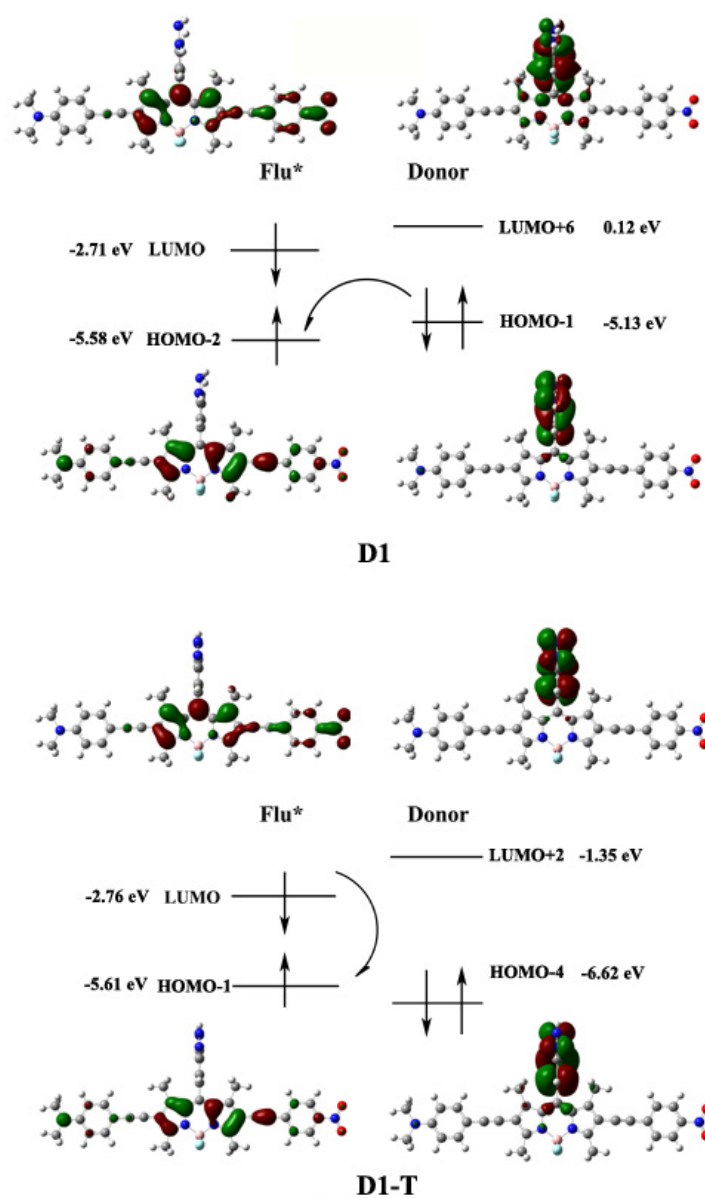 Flu* Donor
LUMO+6 0.12 eV
-2.71 eV LUMO
HOMO-1 -5.13 eV
-5.58 eV HOMO-2
D1
Flu* Donor
LUMO+2 -1.35 eV
-2.76 eV LUMO
HOMO-4 -6.62 eV
-5.61 eV HOMO-1
D1-T